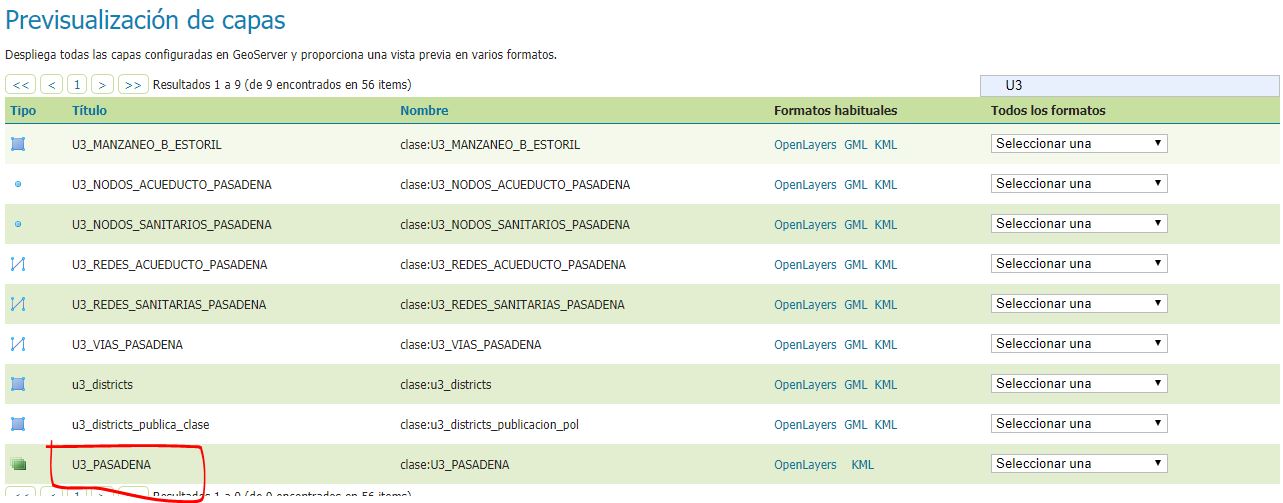 Previsualización de capas
Despliega todas las capas configuradas en GeoServer y proporciona una vista previa en varios formatos.
<< < 1 > >> Resultados 1 a 9 (de 9 encontrados en 56 items) U3
Tipo Título Nombre Formatos habituales Todos los formatos
U3_MANZANEO_B_ESTORIL clase:U3_MANZANEO_B_ESTORIL OpenLayers GML KML Seleccionar una
U3_NODOS_ACUEDUCTO_PASADENA clase:U3_NODOS_ACUEDUCTO_PASADENA OpenLayers GML KML Seleccionar una
U3_NODOS_SANITARIOS_PASADENA clase:U3_NODOS_SANITARIOS_PASADENA OpenLayers GML KML Seleccionar una
U3_REDES_ACUEDUCTO_PASADENA clase:U3_REDES_ACUEDUCTO_PASADENA OpenLayers GML KML Seleccionar una
U3_REDES_SANITARIAS_PASADENA clase:U3_REDES_SANITARIAS_PASADENA OpenLayers GML KML Seleccionar una
U3_VIAS_PASADENA clase:U3_VIAS_PASADENA OpenLayers GML KML Seleccionar una
u3_districts clase:u3_districts OpenLayers GML KML Seleccionar una
u3_districts_publica_clase clase:u3_districts_publicacion_pol OpenLayers GML KML Seleccionar una
U3_PASADENA clase:U3_PASADENA OpenLayers KML Seleccionar una
<< < 1 > Resultados 1 a 9 (de 9 encontrados en 56 items)